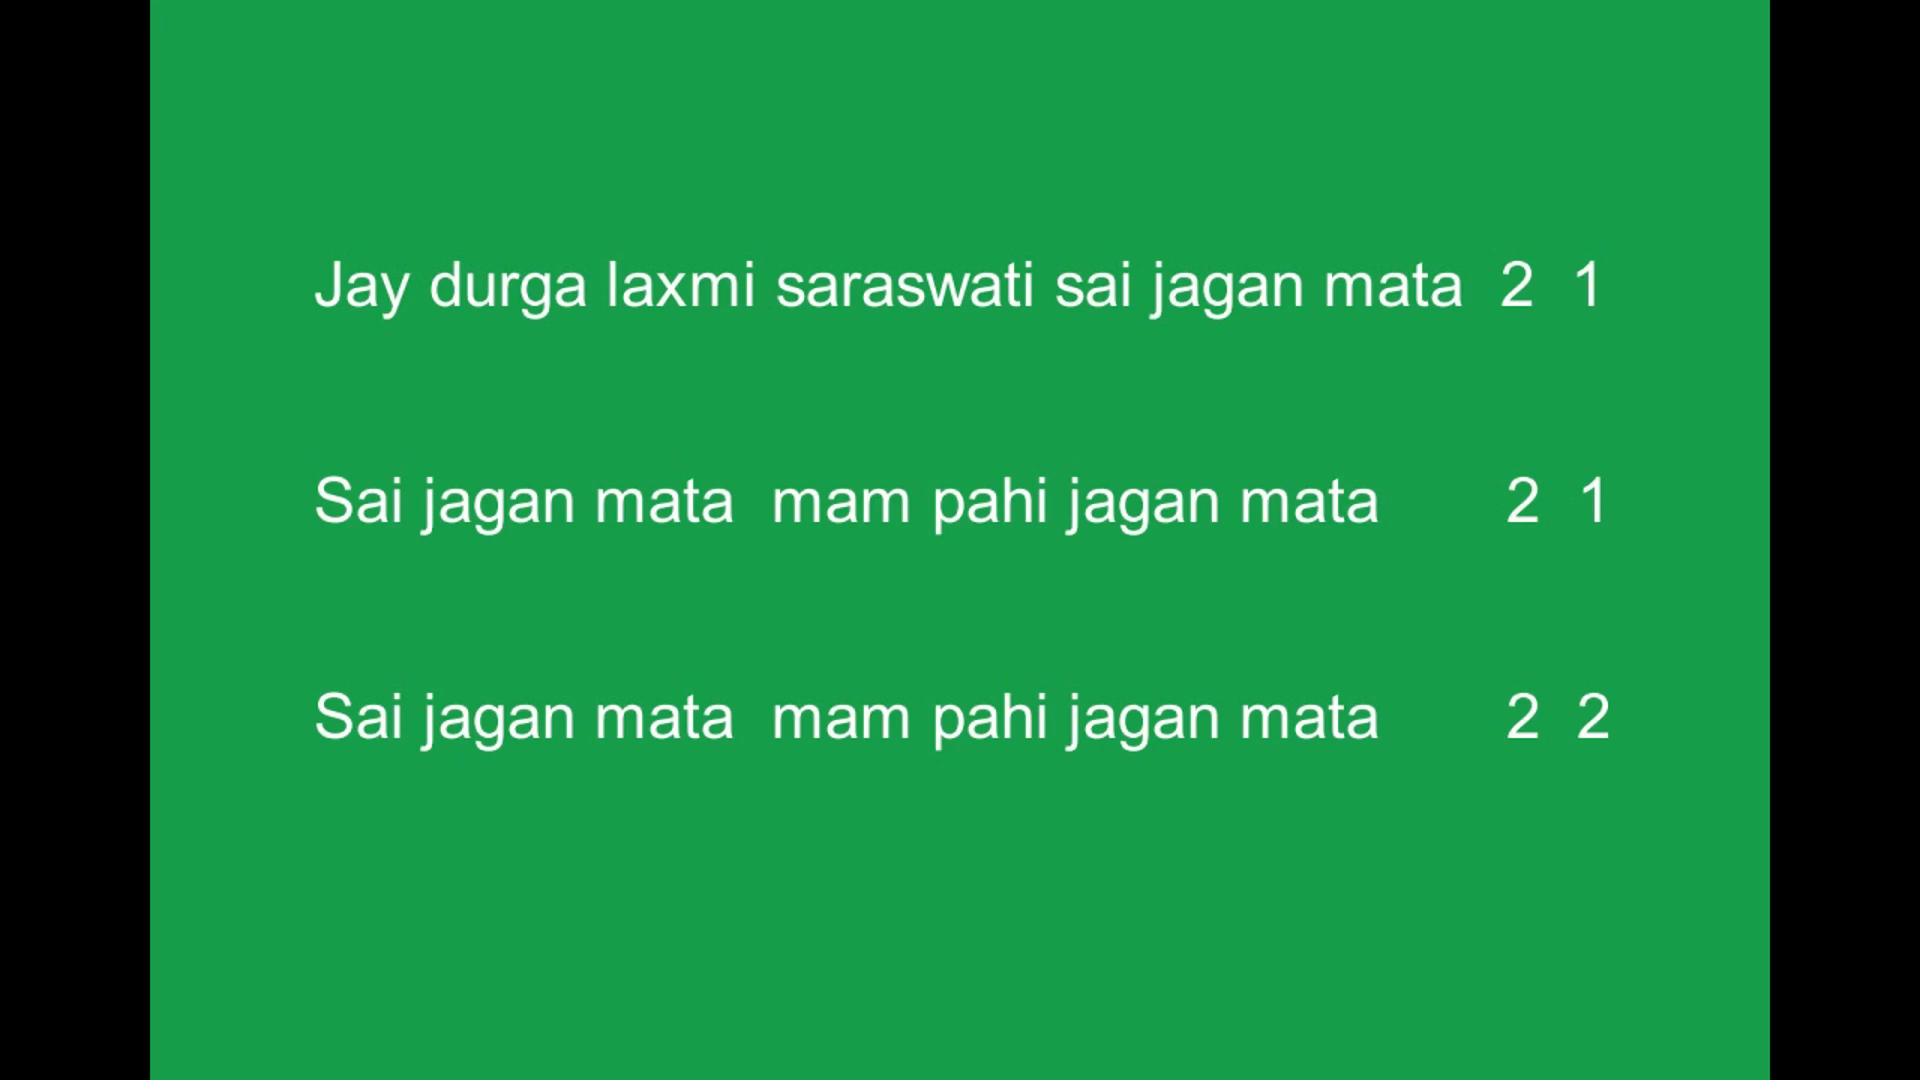 Jay durga laxmi saraswati sai jagan mata 2 1
Sai jagan mata mam pahi jagan mata 2 1
Sai jagan mata mam pahi jagan mata 2 2